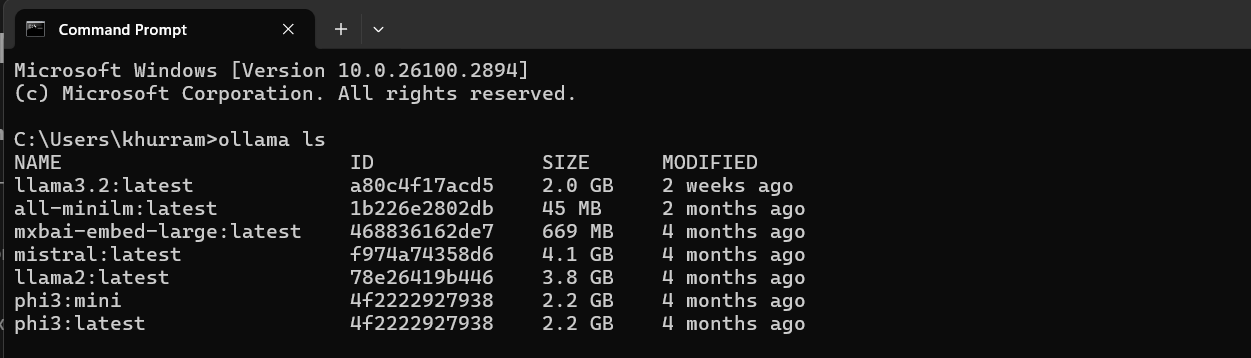 Command Prompt
Microsoft Windows [Version 10.0.26100.2894]
(c) Microsoft Corporation. All rights reserved.
C:\Users\khurram>ollama ls
NAME ID SIZE MODIFIED
llama3.2:latest a80c4f17acd5 2.0 GB 2 weeks ago
all-minilm:latest 1b226e2802db 45 MB 2 months ago
mxbai-embed-large:latest 468836162de7 669 MB 4 months ago
mistral:latest f974a74358d6 4.1 GB 4 months ago
llama2:latest 78e26419b446 3.8 GB 4 months ago
phi3:mini 4f2222927938 2.2 GB 4 months ago
phi3:latest 4f2222927938 2.2 GB 4 months ago